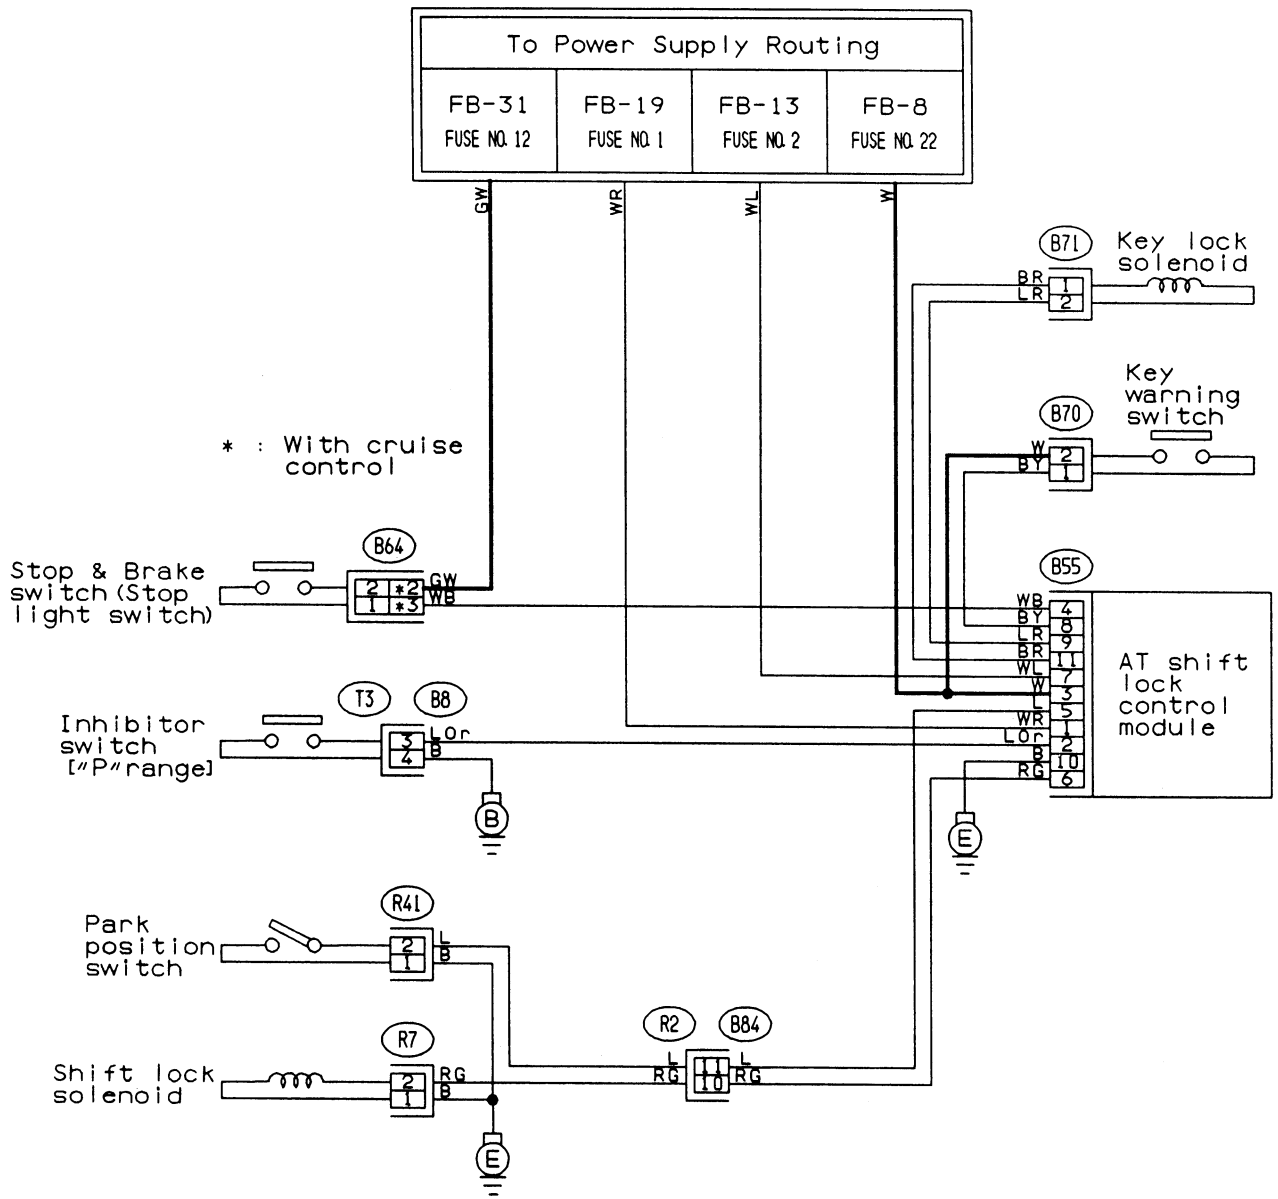 To Power Supply Routing
FB-31
FUSE NO. 12
FB-19
FUSE NO. 1
FB-13
FUSE NO. 2
FB-8
FUSE NO. 22
GW
WR
WL
W
B71
Key lock
solenoid
BR
LR
1
2
Key
warning
switch
B70
W
BY
2
1
* : With cruise
control
B64
Stop & Brake
switch (Stop
light switch)
2
1
*2
*3
GW
WB
B55
WB
BY
LR
BR
WL
W
L
WR
LOr
B
RG
4
8
9
11
7
3
5
1
2
10
6
AT shift
lock
control
module
T3
B8
Inhibitor
switch
["P"range]
3
4
LOr
B
B
E
R41
Park
position
switch
2
1
L
B
R7
Shift lock
solenoid
2
1
RG
B
R2
B84
L
RG
11
10
L
RG
E